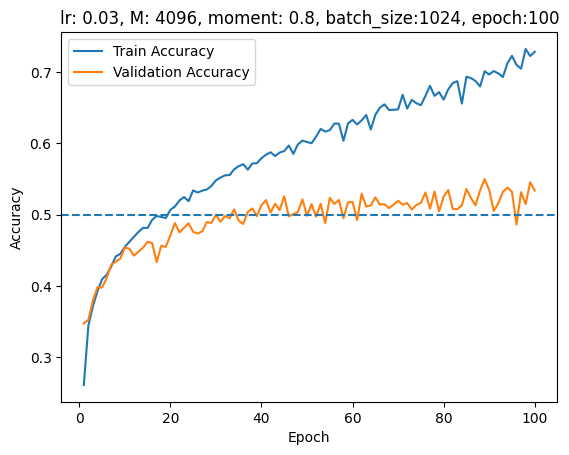 lr: 0.03, M: 4096, moment: 0.8, batch_size:1024, epoch:100
Train Accuracy
Validation Accuracy
0.7
0.6
0.5
0.4
0.3
Accuracy
0
20
40
60
80
100
Epoch